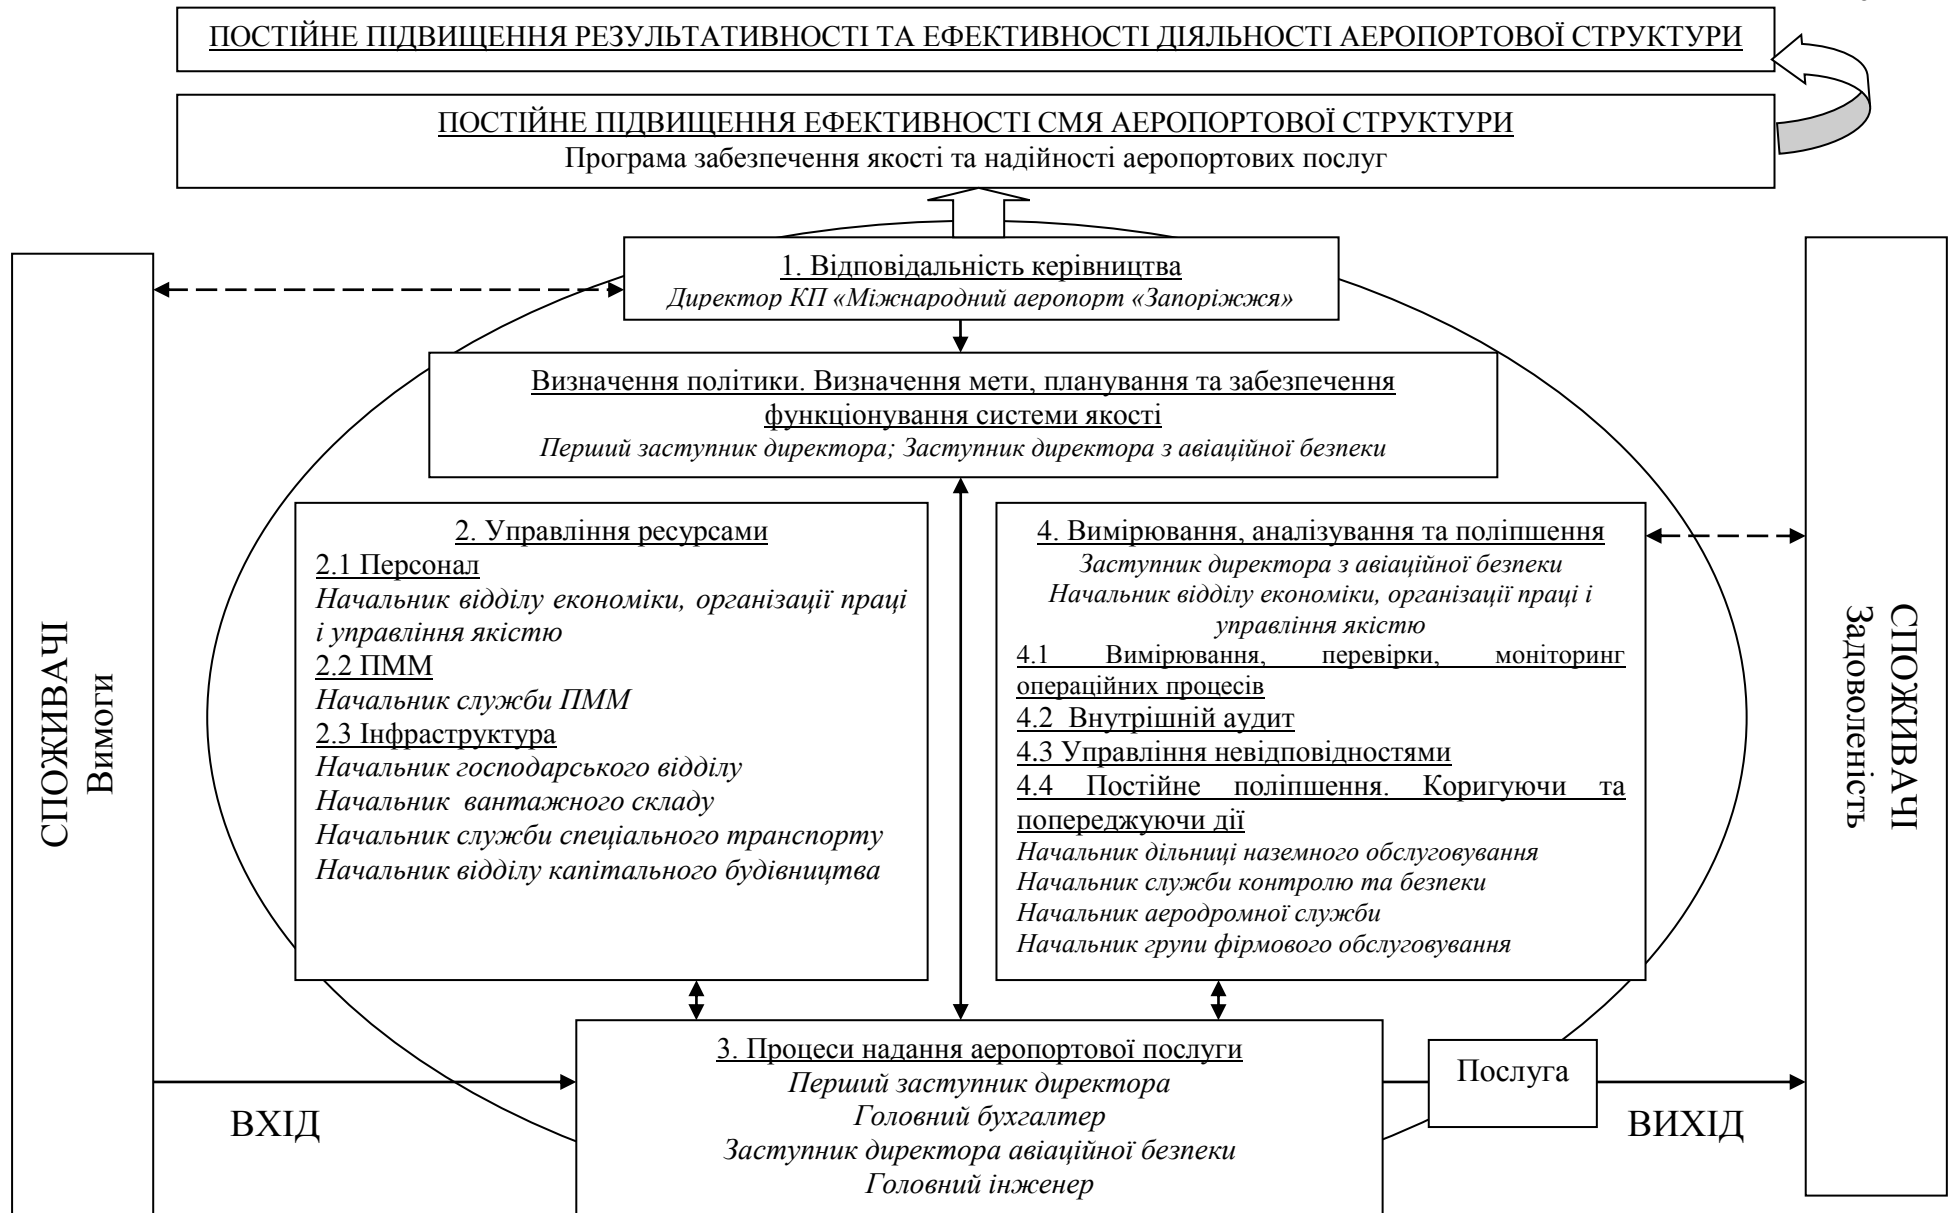 ПОСТІЙНЕ ПІДВИЩЕННЯ РЕЗУЛЬТАТИВНОСТІ ТА ЕФЕКТИВНОСТІ ДІЯЛЬНОСТІ АЕРОПОРТОВОЇ СТРУКТУРИ
ПОСТІЙНЕ ПІДВИЩЕННЯ ЕФЕКТИВНОСТІ СМЯ АЕРОПОРТОВОЇ СТРУКТУРИ
Програма забезпечення якості та надійності аеропортових послуг
1. Відповідальність керівництва
Директор КП «Міжнародний аеропорт «Запоріжжя»
Визначення політики. Визначення мети, планування та забезпечення
функціонування системи якості
Перший заступник директора; Заступник директора з авіаційної безпеки
СПОЖИВАЧІ
Вимоги
2. Управління ресурсами
2.1 Персонал
Начальник відділу економіки, організації праці
і управління якістю
2.2 ПММ
Начальник служби ПММ
2.3 Інфраструктура
Начальник господарського відділу
Начальник вантажного складу
Начальник служби спеціального транспорту
Начальник відділу капітального будівництва
4. Вимірювання, аналізування та поліпшення
Заступник директора з авіаційної безпеки
Начальник відділу економіки, організації праці і
управління якістю
4.1 Вимірювання, перевірки, моніторинг
операційних процесів
4.2 Внутрішній аудит
4.3 Управління невідповідностями
4.4 Постійне поліпшення. Коригуючи та
попереджуючи дії
Начальник дільниці наземного обслуговування
Начальник служби контролю та безпеки
Начальник аеродромної служби
Начальник групи фірмового обслуговування
СПОЖИВАЧІ
Задоволеність
3. Процеси надання аеропортової послуги
Перший заступник директора
Головний бухгалтер
Заступник директора авіаційної безпеки
Головний інженер
ВХІД
Послуга
ВИХІД